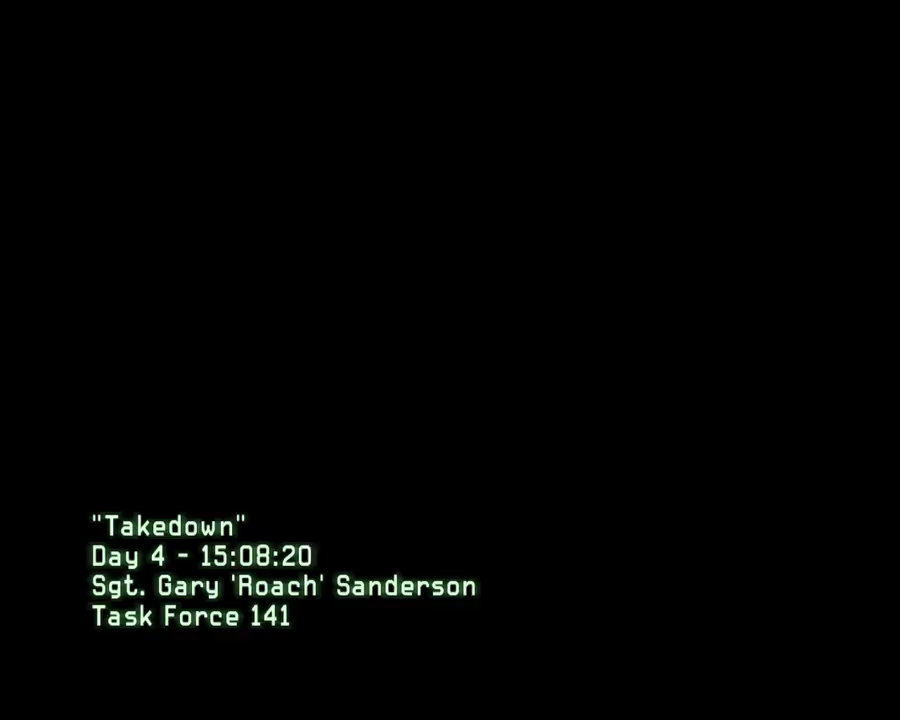 "Takedown"
Day 4 - 15:08:20
Sgt. Gary 'Roach' Sanderson
Task Force 141